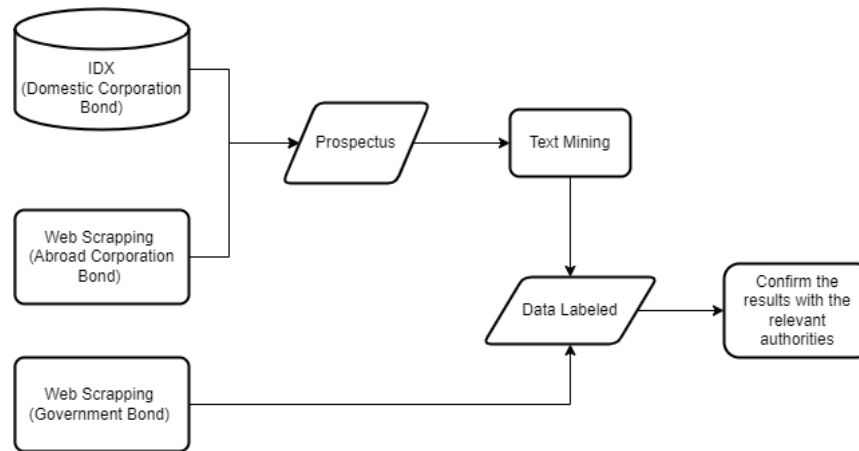 IDX
(Domestic Corporation
Bond)
Prospectus
Text Mining
Web Scrapping
(Abroad Corporation
Bond)
Data Labeled
Confirm the
results with the
relevant
authorities
Web Scrapping
(Government Bond)